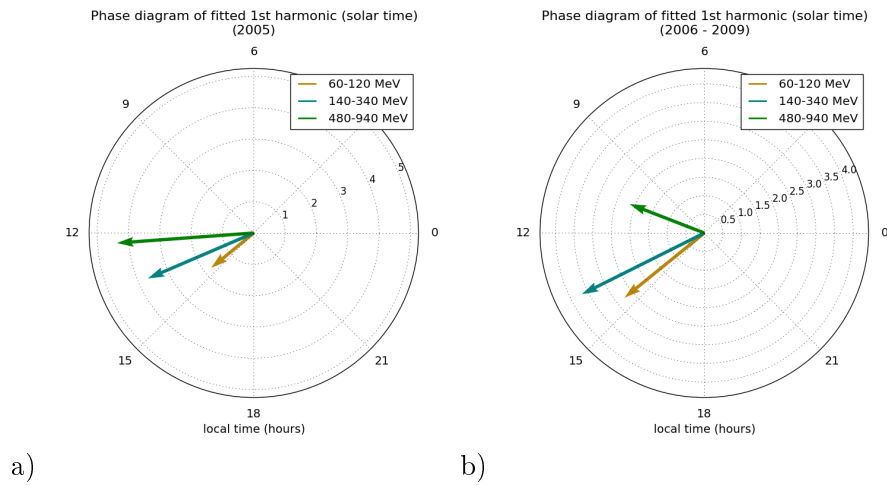 Phase diagram of fitted 1st harmonic (solar time)
(2005)
6
60-120 MeV
140-340 MeV
480-940 MeV
9
5
4
3
2
1
12
0
15
21
18
local time (hours)
a)
Phase diagram of fitted 1st harmonic (solar time)
(2006 - 2009)
6
60-120 MeV
140-340 MeV
480-940 MeV
9
0.5 1.0 1.5 2.0 2.5 3.0 3.5 4.0
12
0
15
21
18
local time (hours)
b)